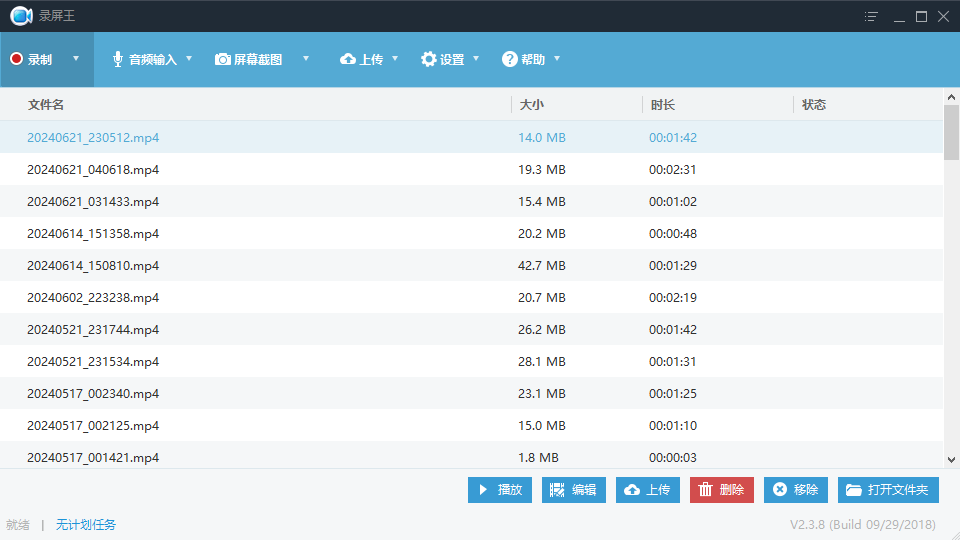 录屏王
录制 音频输入 屏幕截图 上传 设置 帮助
文件名 大小 时长 状态
20240621_230512.mp4 14.0 MB 00:01:42
20240621_040618.mp4 19.3 MB 00:02:31
20240621_031433.mp4 15.4 MB 00:01:02
20240614_151358.mp4 20.2 MB 00:00:48
20240614_150810.mp4 42.7 MB 00:01:29
20240602_223238.mp4 20.7 MB 00:02:19
20240521_231744.mp4 26.2 MB 00:01:42
20240521_231534.mp4 28.1 MB 00:01:31
20240517_002340.mp4 23.1 MB 00:01:25
20240517_002125.mp4 15.0 MB 00:01:10
20240517_001421.mp4 1.8 MB 00:00:03
播放 编辑 上传 删除 移除 打开文件夹
就绪 | 无计划任务 V2.3.8 (Build 09/29/2018)